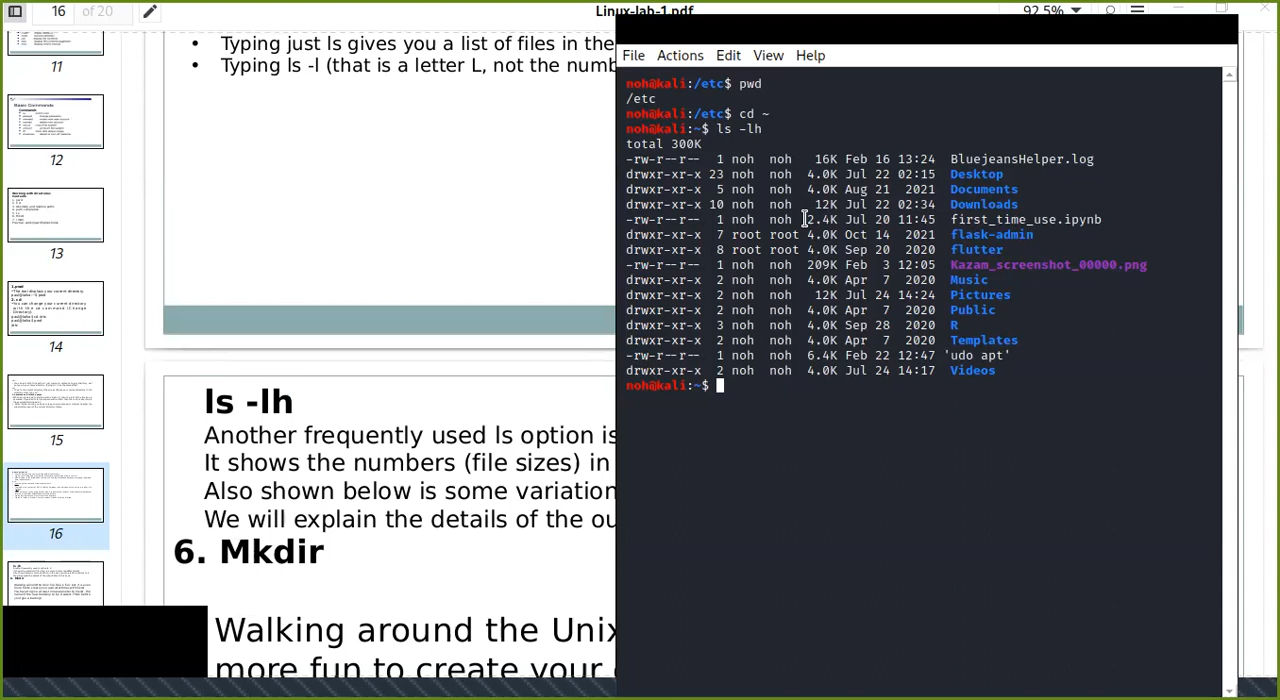 16 of 20
Linux-lab-1.pdf
92.5%
11
12
13
14
15
16
• Typing just ls gives you a list of files in the
• Typing ls -l (that is a letter L, not the numb
ls -lh
Another frequently used ls option is
It shows the numbers (file sizes) in
Also shown below is some variation
We will explain the details of the ou
6. Mkdir
Walking around the Unix
more fun to create your
File Actions Edit View Help
noh@kali:/etc$ pwd
/etc
noh@kali:/etc$ cd ~
noh@kali:~$ ls -lh
total 300K
-rw-r--r-- 1 noh noh 16K Feb 16 13:24 BluejeansHelper.log
drwxr-xr-x 23 noh noh 4.0K Jul 22 02:15 Desktop
drwxr-xr-x 5 noh noh 4.0K Aug 21 2021 Documents
drwxr-xr-x 10 noh noh 12K Jul 22 02:34 Downloads
-rw-r--r-- 1 noh noh 2.4K Jul 20 11:45 first_time_use.ipynb
drwxr-xr-x 7 root root 4.0K Oct 14 2021 flask-admin
drwxr-xr-x 8 root root 4.0K Sep 20 2020 flutter
-rw-r--r-- 1 noh noh 209K Feb 3 12:05 Kazam_screenshot_00000.png
drwxr-xr-x 2 noh noh 4.0K Apr 7 2020 Music
drwxr-xr-x 2 noh noh 12K Jul 24 14:24 Pictures
drwxr-xr-x 2 noh noh 4.0K Apr 7 2020 Public
drwxr-xr-x 3 noh noh 4.0K Sep 28 2020 R
drwxr-xr-x 2 noh noh 4.0K Apr 7 2020 Templates
-rw-r--r-- 1 noh noh 6.4K Feb 22 12:47 'udo apt'
drwxr-xr-x 2 noh noh 4.0K Jul 24 14:17 Videos
noh@kali:~$